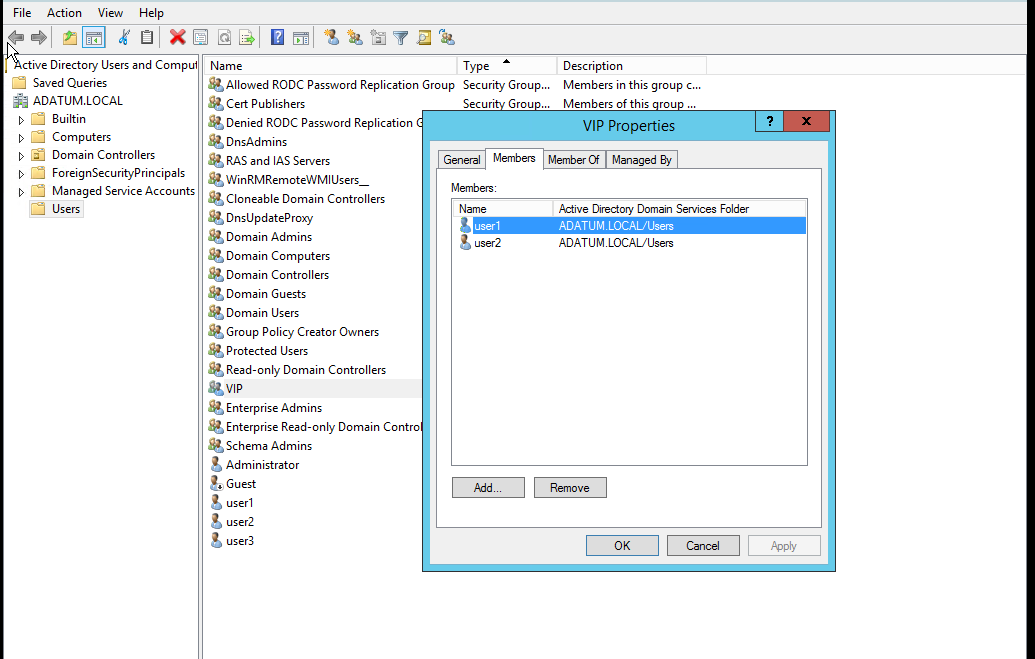 File Action View Help
Active Directory Users and Comput
Saved Queries
ADATUM.LOCAL
Builtin
Computers
Domain Controllers
ForeignSecurityPrincipals
Managed Service Accounts
Users
Name Type Description
Allowed RODC Password Replication Group Security Group... Members in this group c...
Cert Publishers Security Group... Members of this group ...
Denied RODC Password Replication G
DnsAdmins
RAS and IAS Servers
WinRMRemoteWMIUsers__
Cloneable Domain Controllers
DnsUpdateProxy
Domain Admins
Domain Computers
Domain Controllers
Domain Guests
Domain Users
Group Policy Creator Owners
Protected Users
Read-only Domain Controllers
VIP
Enterprise Admins
Enterprise Read-only Domain Control
Schema Admins
Administrator
Guest
user1
user2
user3
VIP Properties
? x
General Members Member Of Managed By
Members:
Name Active Directory Domain Services Folder
user1 ADATUM.LOCAL/Users
user2 ADATUM.LOCAL/Users
Add... Remove
OK Cancel Apply